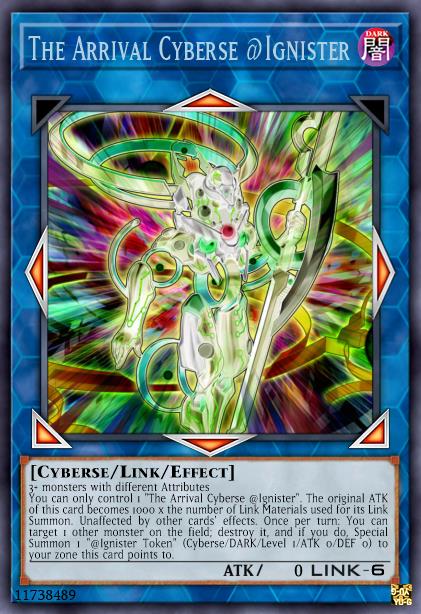 The Arrival Cyberse @Ignister
DARK
闇
[Cyberse/Link/Effect]
3+ monsters with different Attributes
You can only control 1 "The Arrival Cyberse @Ignister". The original ATK
of this card becomes 1000 x the number of Link Materials used for its Link
Summon. Unaffected by other cards' effects. Once per turn: You can
target 1 other monster on the field; destroy it, and if you do, Special
Summon 1 "@Ignister Token" (Cyberse/DARK/Level 1/ATK 0/DEF 0) to
your zone this card points to.
ATK/ 0 LINK-6
11738489